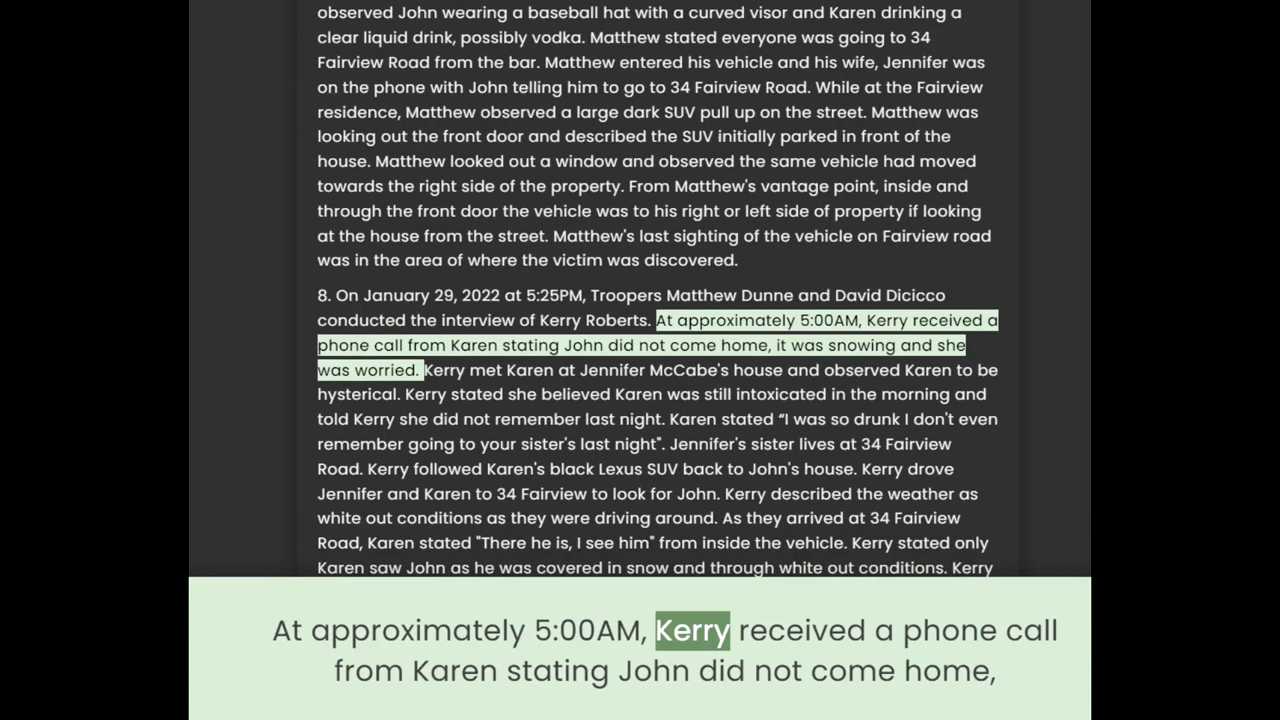 observed John wearing a baseball hat with a curved visor and Karen drinking a
clear liquid drink, possibly vodka. Matthew stated everyone was going to 34
Fairview Road from the bar. Matthew entered his vehicle and his wife, Jennifer was
on the phone with John telling him to go to 34 Fairview Road. While at the Fairview
residence, Matthew observed a large dark SUV pull up on the street. Matthew was
looking out the front door and described the SUV initially parked in front of the
house. Matthew looked out a window and observed the same vehicle had moved
towards the right side of the property. From Matthew's vantage point, inside and
through the front door the vehicle was to his right or left side of property if looking
at the house from the street. Matthew's last sighting of the vehicle on Fairview road
was in the area of where the victim was discovered.
8. On January 29, 2022 at 5:25PM, Troopers Matthew Dunne and David Dicicco
conducted the interview of Kerry Roberts. At approximately 5:00AM, Kerry received a
phone call from Karen stating John did not come home, it was snowing and she
was worried. Kerry met Karen at Jennifer McCabe's house and observed Karen to be
hysterical. Kerry stated she believed Karen was still intoxicated in the morning and
told Kerry she did not remember last night. Karen stated “I was so drunk I don't even
remember going to your sister's last night". Jennifer's sister lives at 34 Fairview
Road. Kerry followed Karen's black Lexus SUV back to John's house. Kerry drove
Jennifer and Karen to 34 Fairview to look for John. Kerry described the weather as
white out conditions as they were driving around. As they arrived at 34 Fairview
Road, Karen stated "There he is, I see him" from inside the vehicle. Kerry stated only
Karen saw John as he was covered in snow and through white out conditions. Kerry
At approximately 5:00AM, Kerry received a phone call
from Karen stating John did not come home,